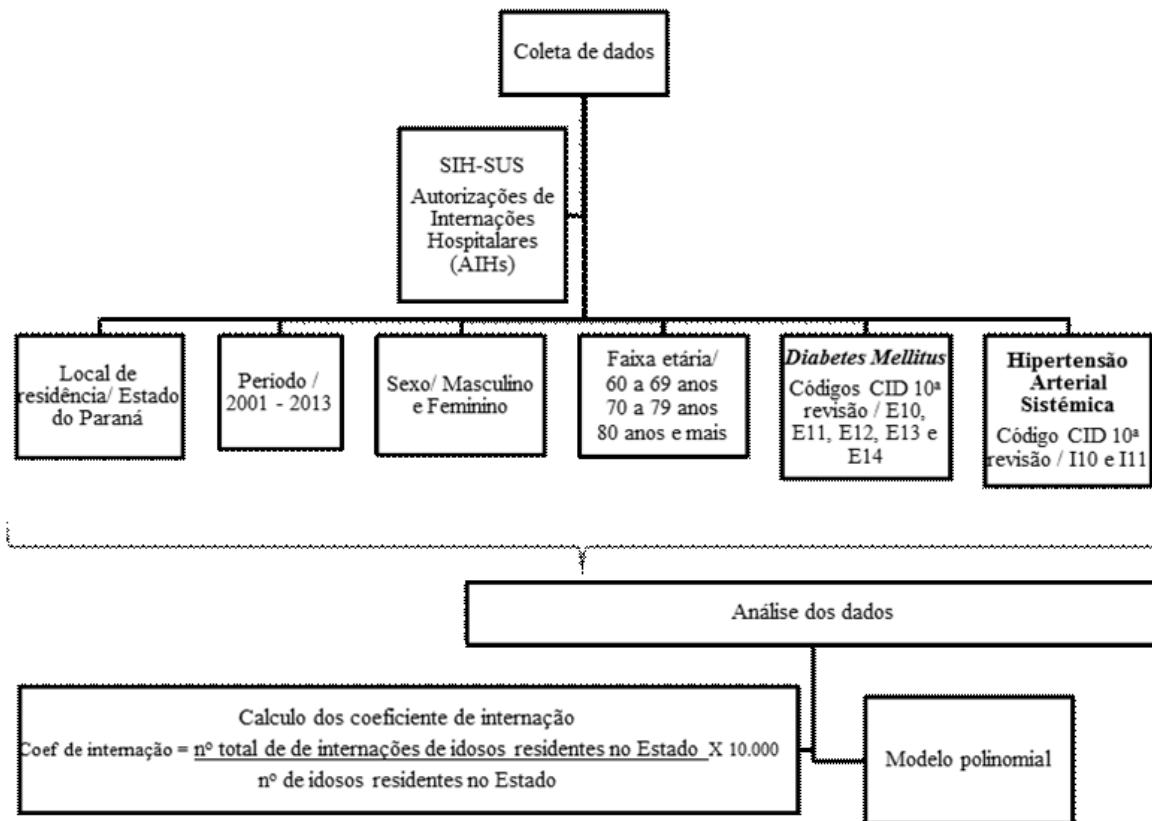 Coleta de dados
SIH-SUS
Autorizações de
Internações
Hospitalares
(AIHs)
Local de
residência/ Estado
do Paraná
Periodo /
2001 - 2013
Sexo/ Masculino
e Feminino
Faixa etária/
60 a 69 anos
70 a 79 anos
80 anos e mais
Diabetes Mellitus
Códigos CID 10ª
revisão / E10,
E11, E12, E13 e
E14
Hipertensão
Arterial
Sistémica
Código CID 10ª
revisão / I10 e I11
Análise dos dados
Calculo dos coeficiente de internação
Coef de internação = nº total de de internações de idosos residentes no Estado X 10.000
nº de idosos residentes no Estado
Modelo polinomial